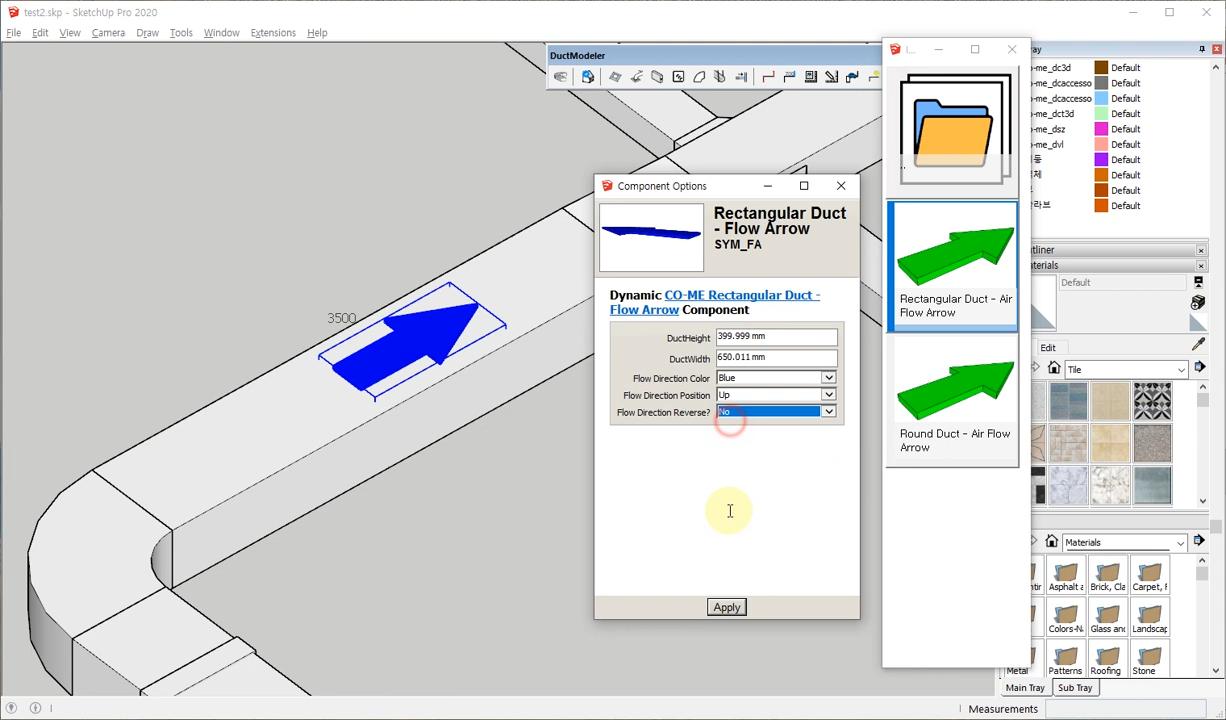 test2.skp - SketchUp Pro 2020
File Edit View Camera Draw Tools Window Extensions Help
DuctModeler
3500
Component Options
Rectangular Duct
- Flow Arrow
SYM_FA
Dynamic CO-ME Rectangular Duct -
Flow Arrow Component
DuctHeight 399.999 mm
DuctWidth 650.011 mm
Flow Direction Color Blue
Flow Direction Position Up
Flow Direction Reverse? No
Apply
I...
Rectangular Duct - Air
Flow Arrow
Round Duct - Air Flow
Arrow
ray
o-me_dc3d Default
o-me_dcaccesso Default
o-me_dcaccesso Default
o-me_dct3d Default
o-me_dsz Default
o-me_dvl Default
Default
Default
Default
Default
utliner
aterials
Default
Edit
Tile
Materials
Asphalt a Brick, Cla Carpet, F
Colors-N Glass and Landscap
Metal Patterns Roofing Stone
Main Tray Sub Tray
Measurements